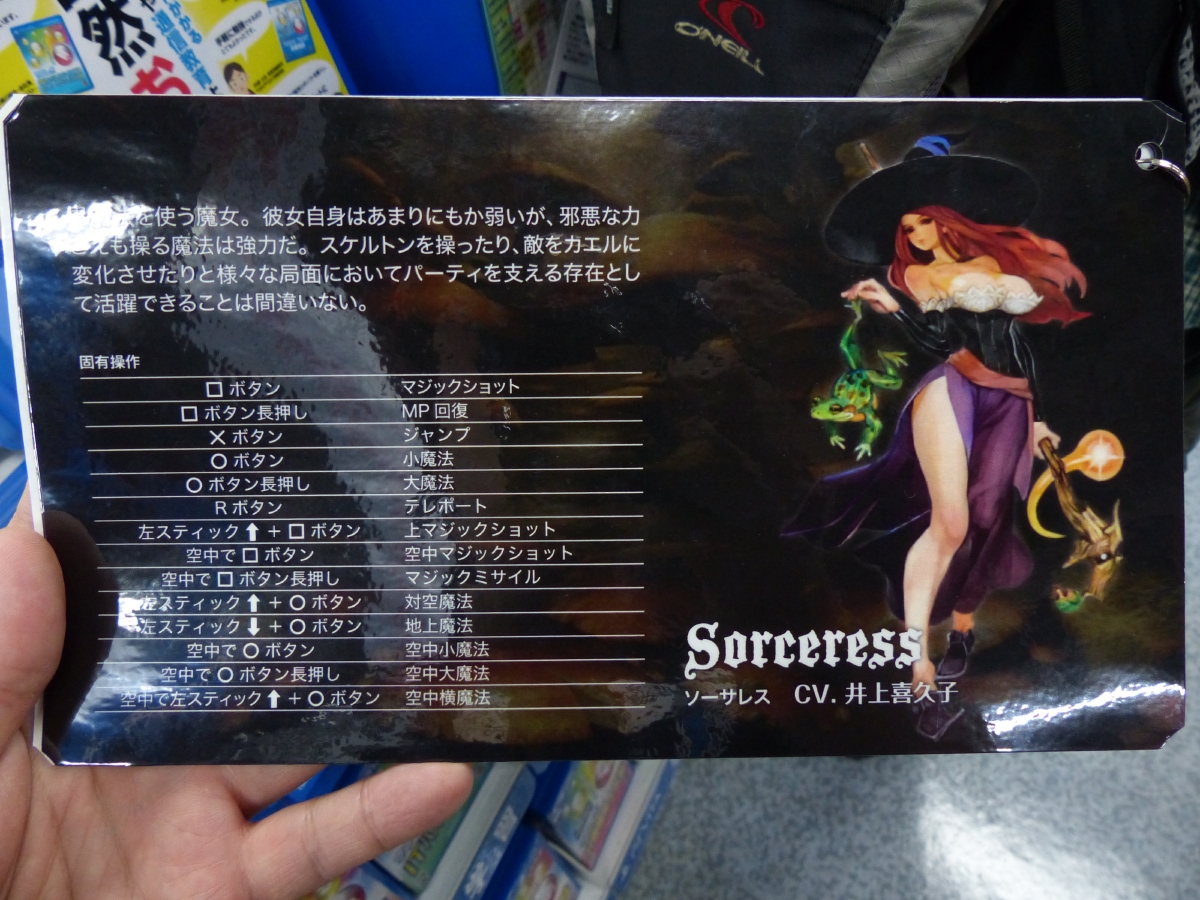 然
O'NEILL
を使う魔女。彼女自身はあまりにもか弱いが、邪悪な力
さえも操る魔法は強力だ。スケルトンを操ったり、敵をカエルに
変化させたりと様々な局面においてパーティを支える存在とし
て活躍できることは間違いない。
固有操作
□ ボタン マジックショット
□ ボタン長押し MP 回復
× ボタン ジャンプ
○ ボタン 小魔法
○ ボタン長押し 大魔法
R ボタン テレポート
左スティック ⬆ + □ ボタン 上マジックショット
空中で □ ボタン 空中マジックショット
空中で □ ボタン長押し マジックミサイル
左スティック ⬆ + ○ ボタン 対空魔法
左スティック ⬇ + ○ ボタン 地上魔法
空中で ○ ボタン 空中小魔法
空中で ○ ボタン長押し 空中大魔法
空中で左スティック ⬆ + ○ ボタン 空中横魔法
Sorceress
ソーサレス CV. 井上喜久子